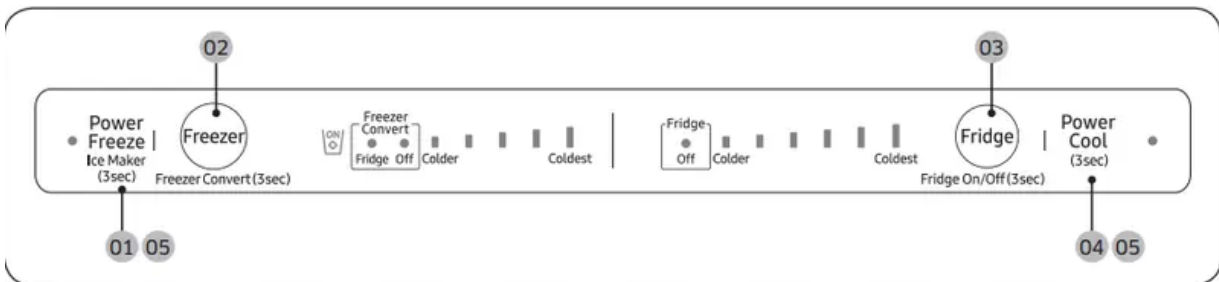 02
03
Power
Freeze
Ice Maker
(3sec)
Freezer
Freezer Convert(3sec)
ON
Freezer
Convert
Fridge Off Colder Coldest
Fridge
Off Colder Coldest
Fridge
Fridge On/Off(3sec)
Power
Cool
(3sec)
01 05
04 05